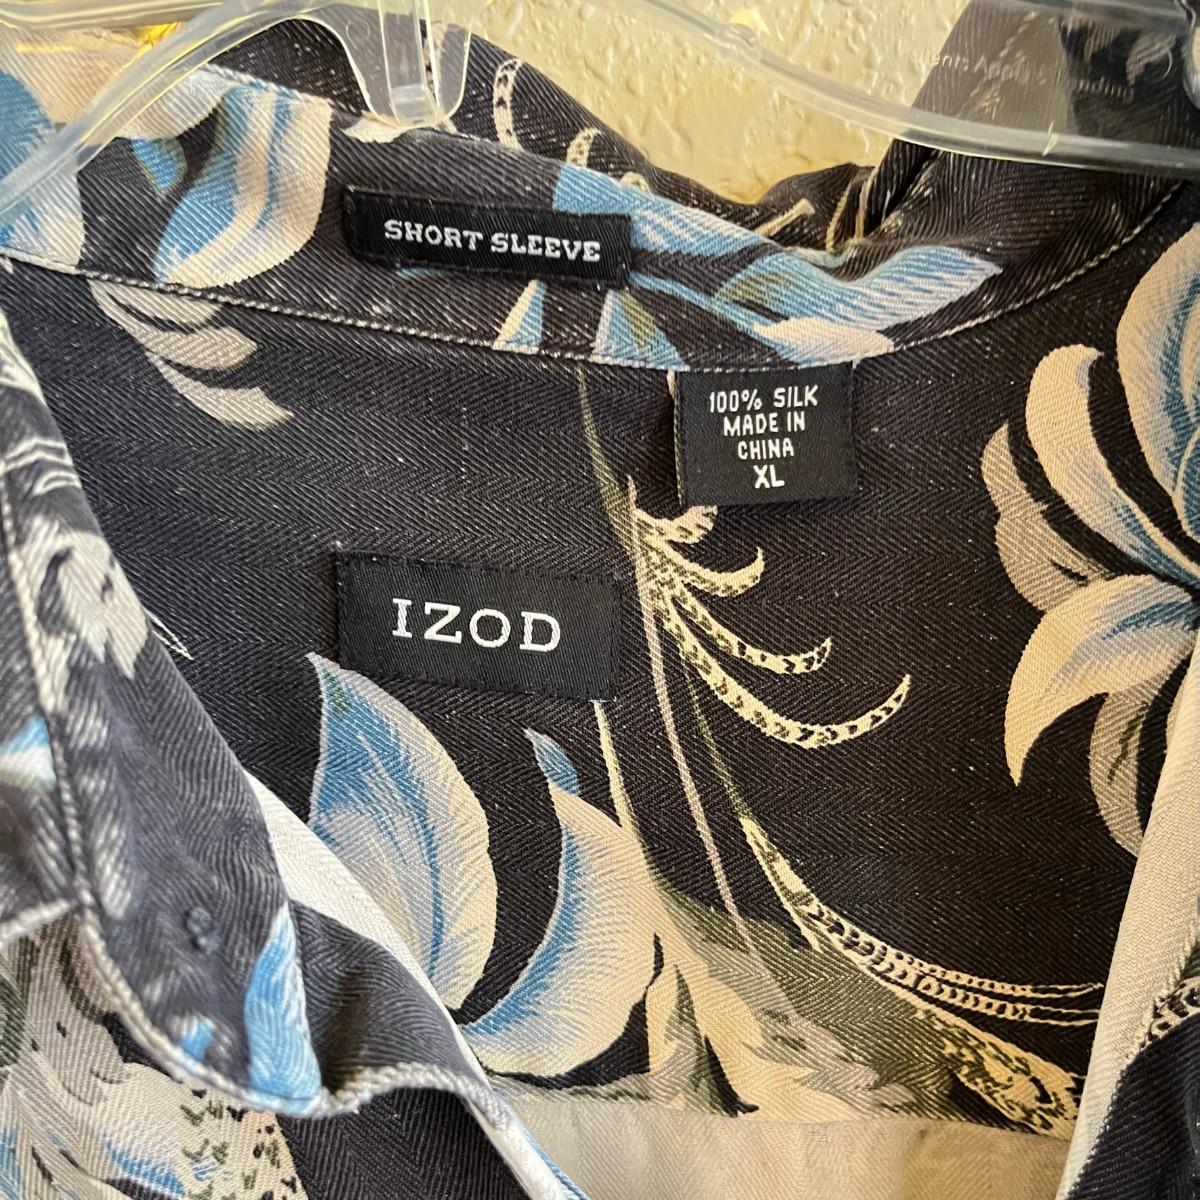 SHORT SLEEVE
100% SILK
MADE IN
CHINA
XL
IZOD